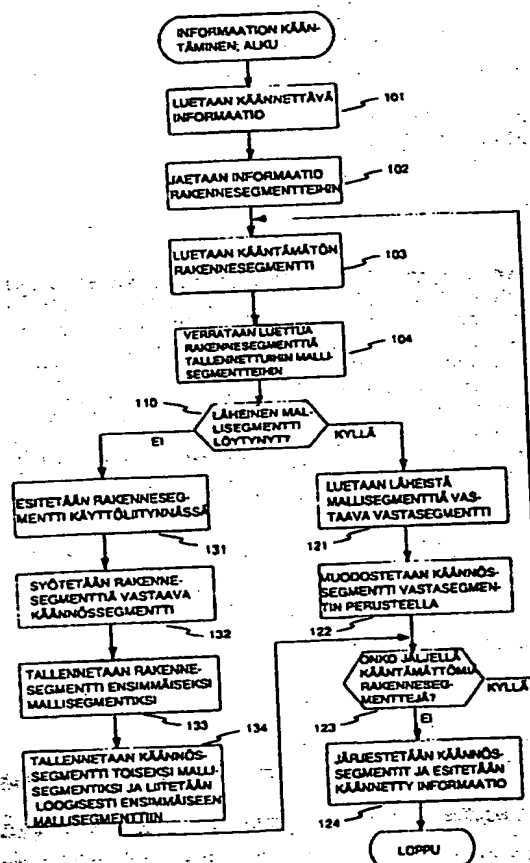 INFORMAATION KÄÄN-
TÄMINEN; ALKU
LUETAAN KÄÄNNETTÄVÄ
INFORMAATIO
101
JAETAAN INFORMAATIO
RAKENNESEGMENTTEIHIN
102
LUETAAN KÄÄNTÄMÄTÖN
RAKENNESEGMENTTI
103
VERRATAAN LUETTUA
RAKENNESEGMENTTIÄ
TALLENNETTUIHIN MALLI-
SEGMENTTEIHIN
104
110
LÄHEINEN MAL-
LISEGMENTTI
LÖYTYNYT?
EI
KYLLÄ
ESITETÄÄN RAKENNESEG-
MENTTI KÄYTTÖLIITYNNÄSSÄ
131
SYÖTETÄÄN RAKENNE-
SEGMENTTIÄ VASTAAVA
KÄÄNNÖSSEGMENTTI
132
TALLENNETAAN RAKENNE-
SEGMENTTI ENSIMMÄISEKSI
MALLISEGMENTIKSI
133
134
TALLENNETAAN KÄÄNNÖS-
SEGMENTTI TOISEKSI MALLI-
SEGMENTIKSI JA LIITETÄÄN
LOOGISESTI ENSIMMÄISEEN
MALLISEGMENTTIIN
LUETAAN LÄHEISTÄ
MALLISEGMENTTIÄ VAS-
TAAVA VASTASEGMENTTI
121
MUODOSTETAAN KÄÄNNÖS-
SEGMENTTI VASTASEGMEN-
TIN PERUSTEELLA
122
ONKO JÄLJELLÄ
KÄÄNTÄMÄTTÖMIÄ
RAKENNESEG-
MENTTEJÄ?
123
KYLLÄ
EI
JÄRJESTETÄÄN KÄÄNNÖS-
SEGMENTIT JA ESITETÄÄN
KÄÄNNETTY INFORMAATIO
124
LOPPU